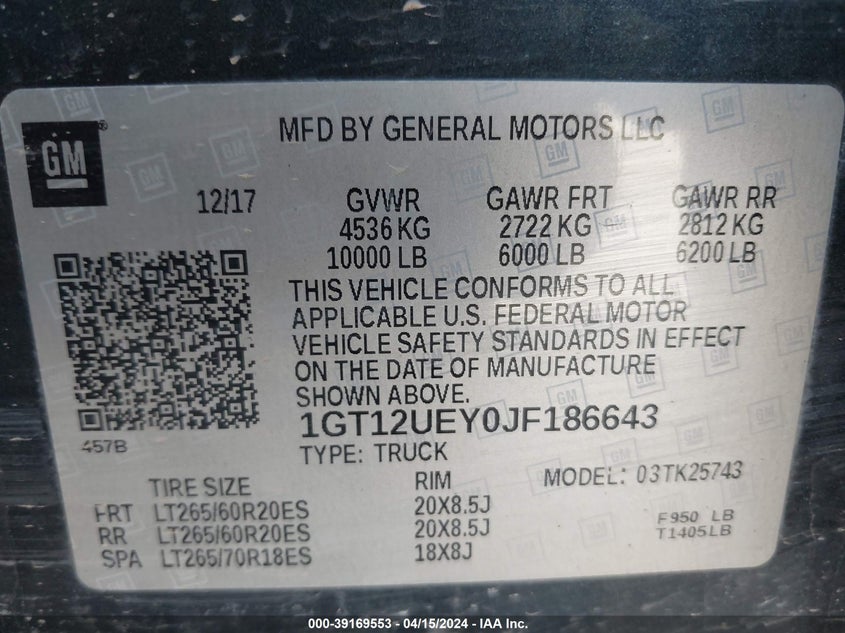 GM
MFD BY GENERAL MOTORS LLC
12/17 GVWR GAWR FRT GAWR RR
4536 KG 2722 KG 2812 KG
10000 LB 6000 LB 6200 LB
THIS VEHICLE CONFORMS TO ALL
APPLICABLE U.S. FEDERAL MOTOR
VEHICLE SAFETY STANDARDS IN EFFECT
ON THE DATE OF MANUFACTURE
SHOWN ABOVE.
1GT12UEY0JF186643
457B
TYPE: TRUCK
TIRE SIZE RIM MODEL: 03TK25743
FRT LT265/60R20ES 20X8.5J
RR LT265/60R20ES 20X8.5J
SPA LT265/70R18ES 18X8J
F950 LB
T1405LB
000-39169553 - 04/15/2024 - IAA Inc.